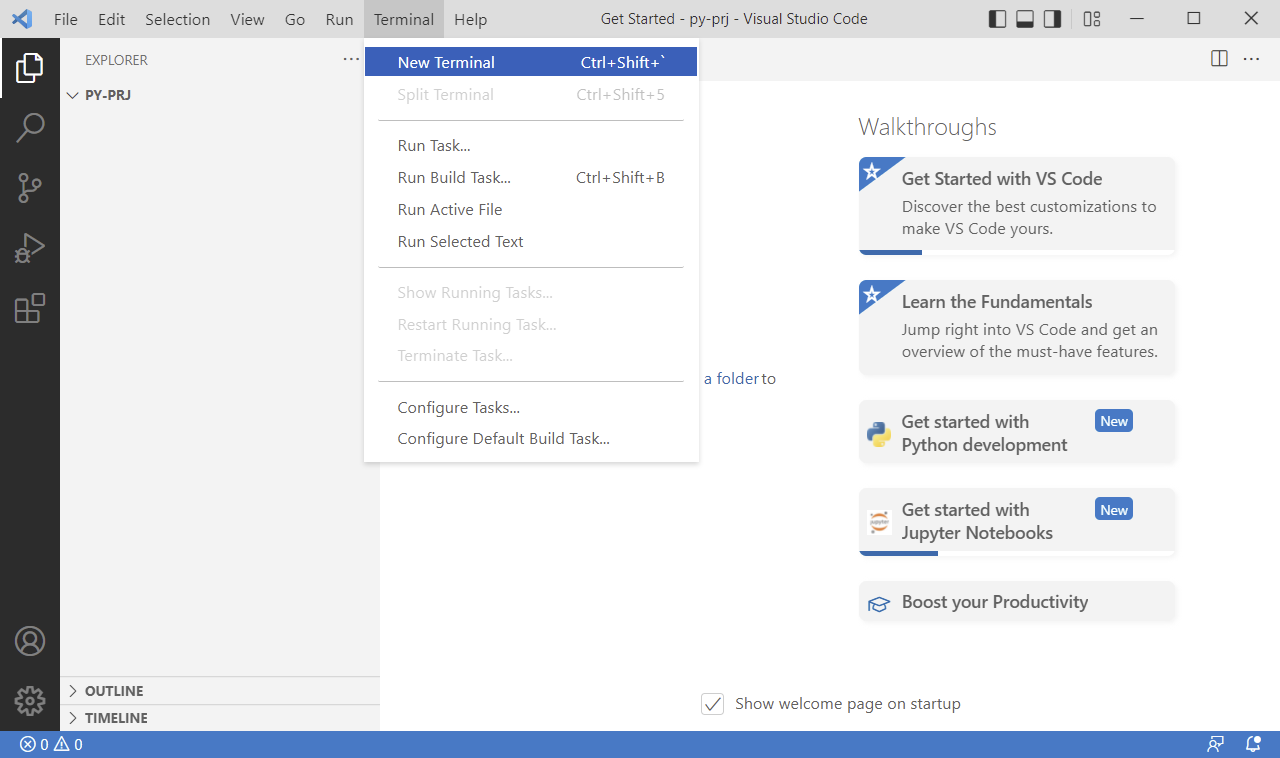 File Edit Selection View Go Run Terminal Help Get Started - py-prj - Visual Studio Code
EXPLORER
PY-PRJ
OUTLINE
TIMELINE
New Terminal Ctrl+Shift+`
Split Terminal Ctrl+Shift+5
Run Task...
Run Build Task... Ctrl+Shift+B
Run Active File
Run Selected Text
Show Running Tasks...
Restart Running Task...
Terminate Task...
Configure Tasks...
Configure Default Build Task...
a folder to
Walkthroughs
Get Started with VS Code
Discover the best customizations to
make VS Code yours.
Learn the Fundamentals
Jump right into VS Code and get an
overview of the must-have features.
Get started with New
Python development
jupyter
Get started with New
Jupyter Notebooks
Boost your Productivity
Show welcome page on startup
0 0